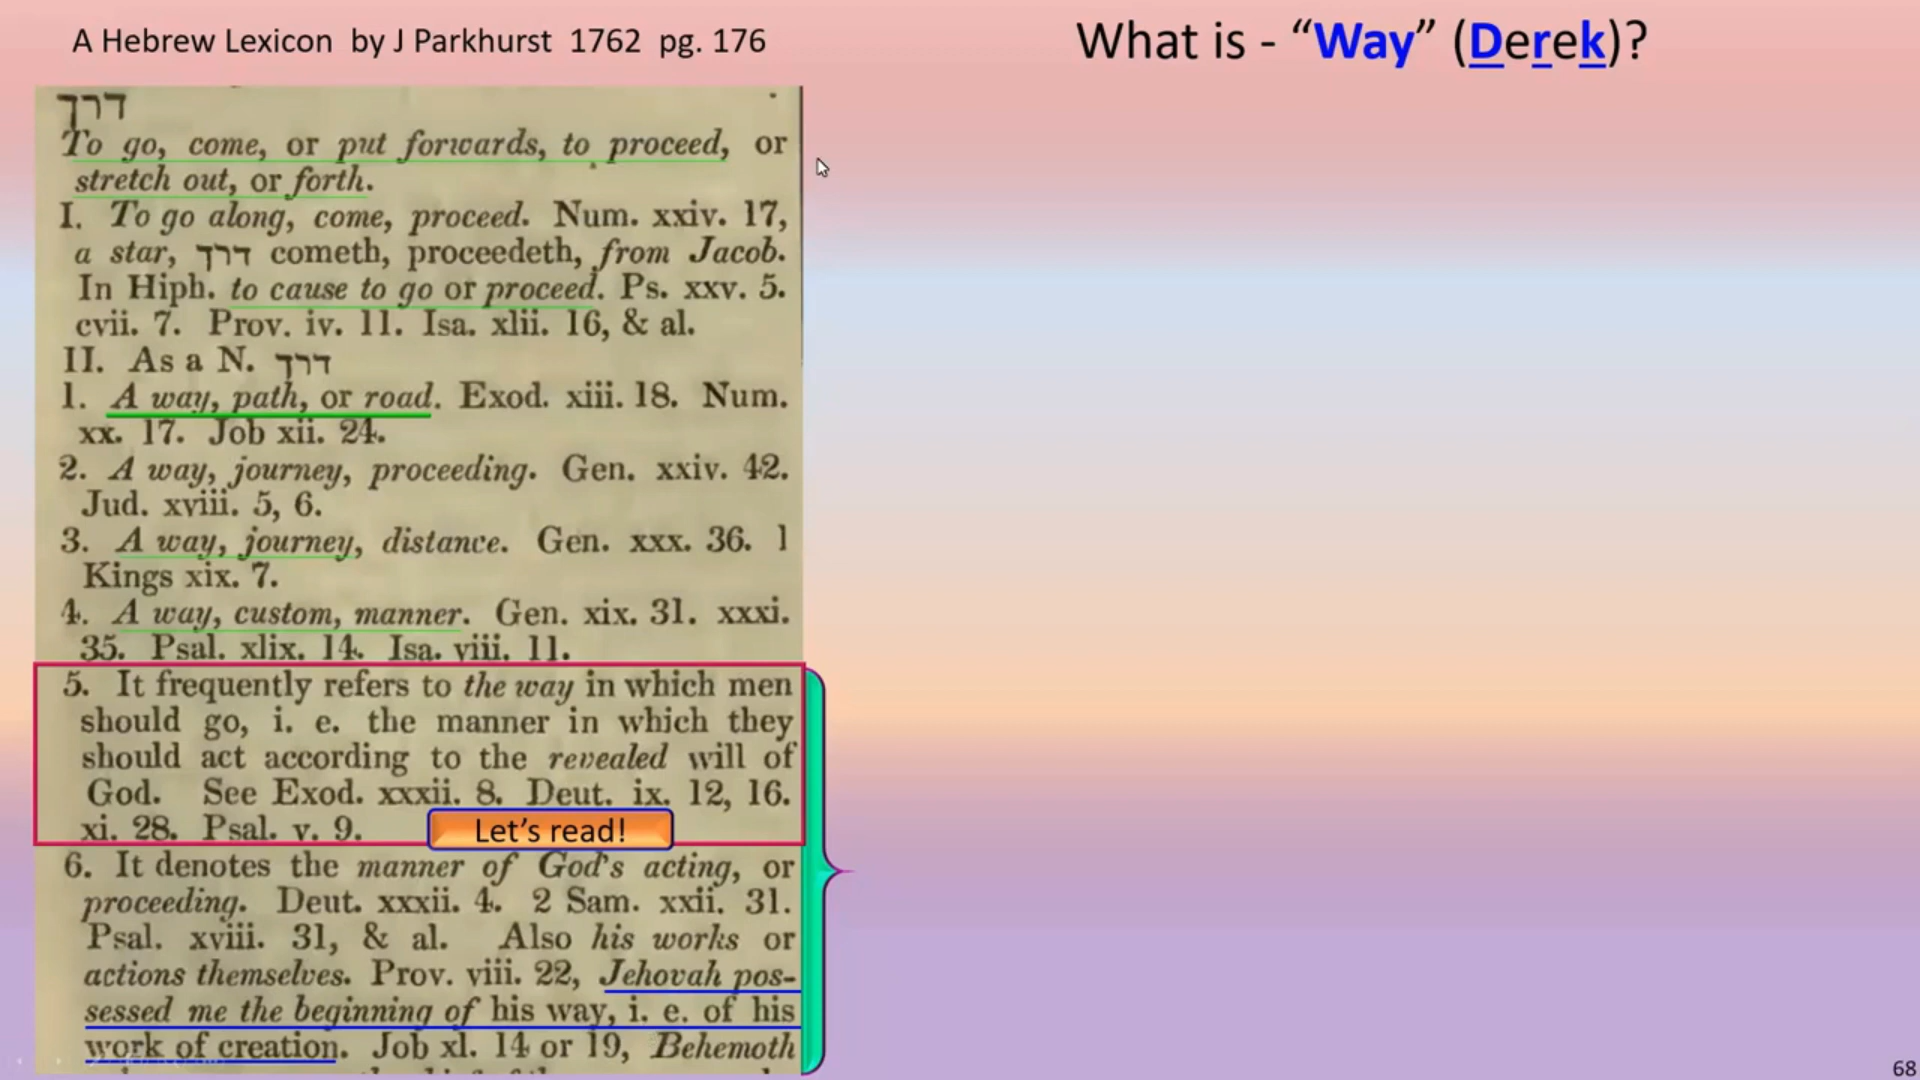 A Hebrew Lexicon by J Parkhurst 1762 pg. 176
What is - “Way” (Derek)?
דרך
To go, come, or put forwards, to proceed, or
stretch out, or forth.
I. To go along, come, proceed. Num. xxiv. 17,
a star, דרך cometh, proceedeth, from Jacob.
In Hiph. to cause to go or proceed. Ps. xxv. 5.
cvii. 7. Prov. iv. 11. Isa. xlii. 16, & al.
II. As a N. דרך
1. A way, path, or road. Exod. xiii. 18. Num.
xx. 17. Job xii. 24.
2. A way, journey, proceeding. Gen. xxiv. 42.
Jud. xviii. 5, 6.
3. A way, journey, distance. Gen. xxx. 36. 1
Kings xix. 7.
4. A way, custom, manner. Gen. xix. 31. xxxi.
35. Psal. xlix. 14. Isa. viii. 11.
5. It frequently refers to the way in which men
should go, i. e. the manner in which they
should act according to the revealed will of
God. See Exod. xxxii. 8. Deut. ix. 12, 16.
xi. 28. Psal. v. 9.
Let’s read!
6. It denotes the manner of God's acting, or
proceeding. Deut. xxxii. 4. 2 Sam. xxii. 31.
Psal. xviii. 31, & al. Also his works or
actions themselves. Prov. viii. 22, Jehovah pos-
sessed me the beginning of his way, i. e. of his
work of creation. Job xl. 14 or 19, Behemoth
68